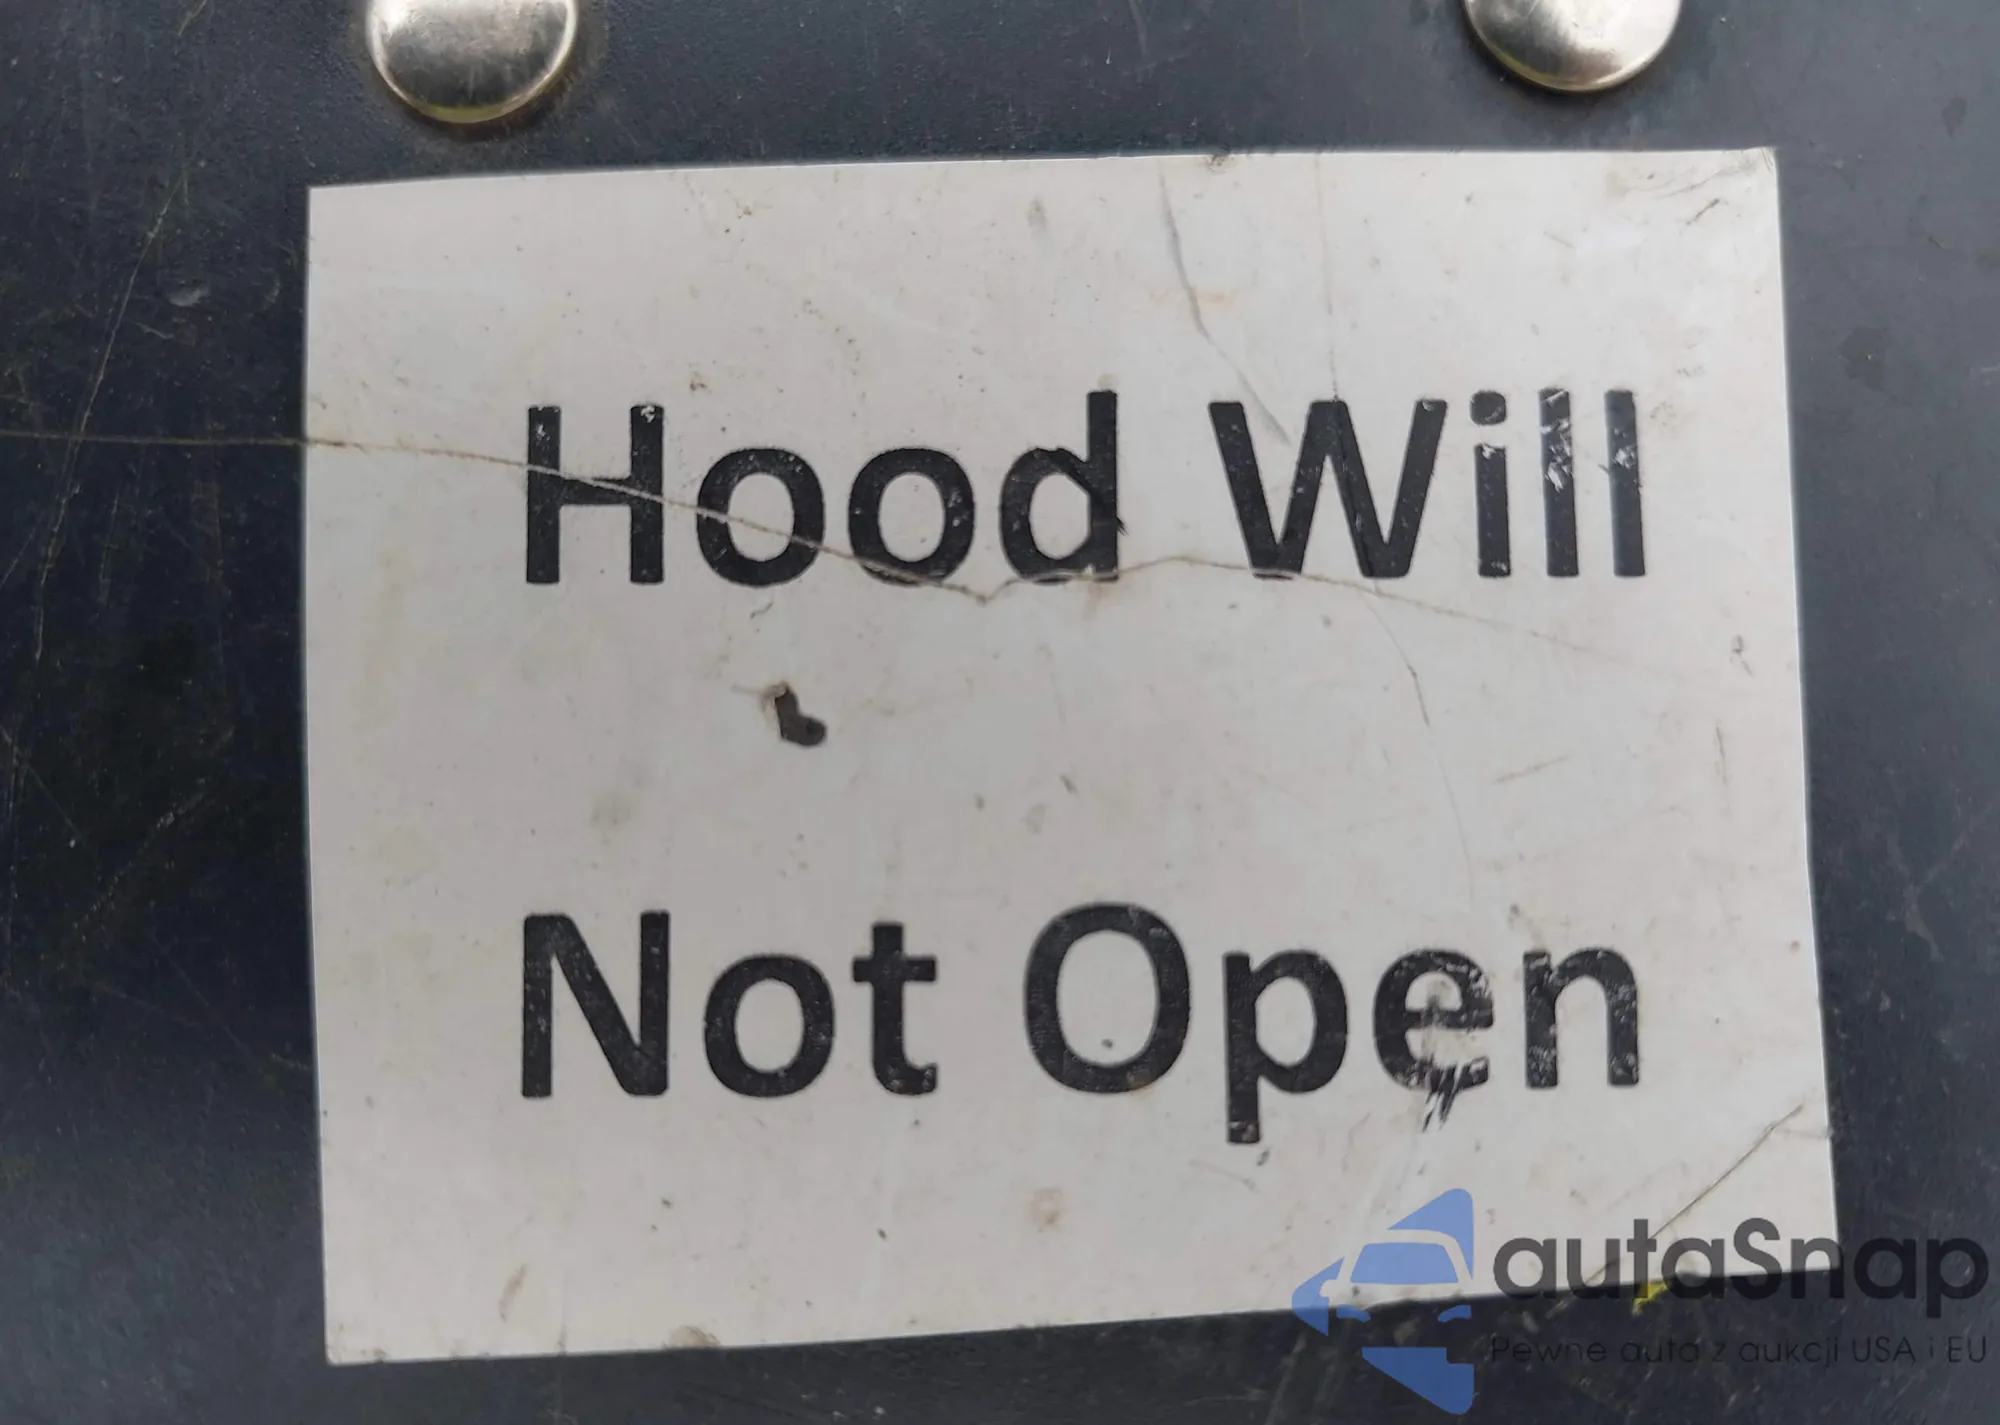 Hood Will
Not Open
autaSnap
Pewne auta z aukcji USA i EU